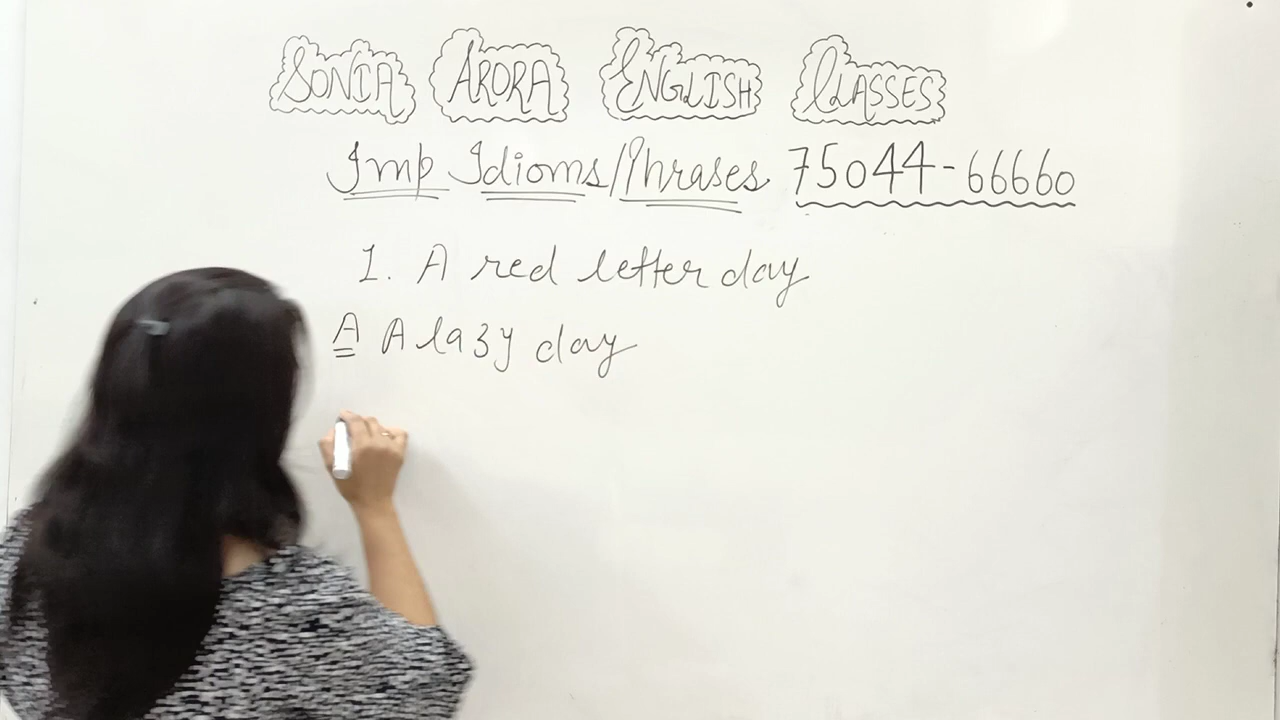 SONIA ARORA ENGLISH CLASSES
Imp Idioms/Phrases 75044-66660
1. A red letter day
A A lazy day